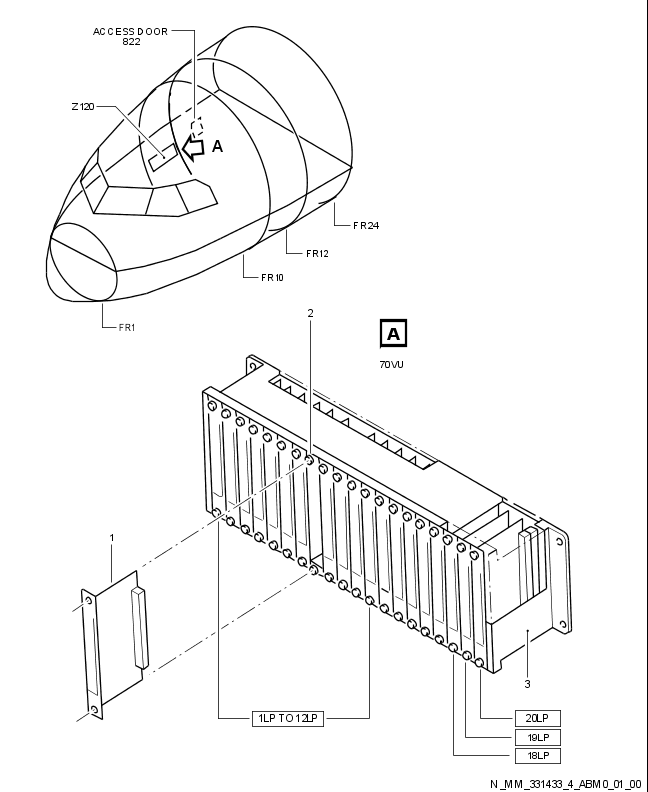 ACCESS DOOR
822
Z120
A
FR24
FR12
FR10
FR1
2
A
70VU
1
3
1LP TO 12LP
20LP
19LP
18LP
N_MM_331433_4_ABM0_01_00